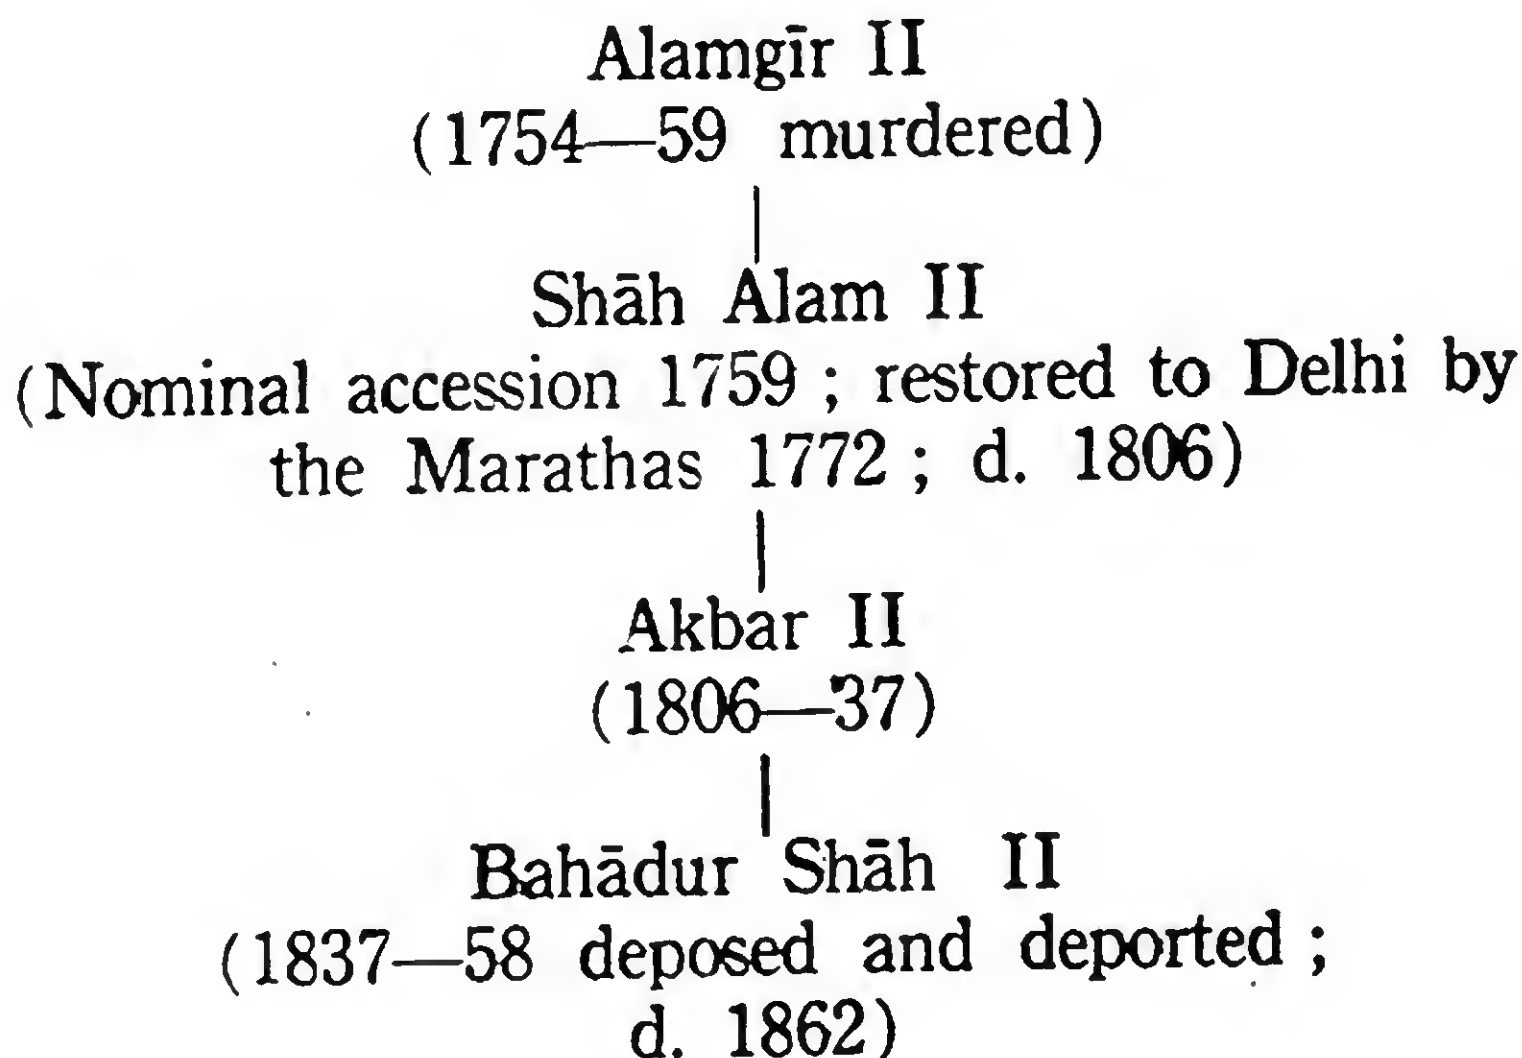 Alamgīr II
(1754—59 murdered)
Shāh Alam II
(Nominal accession 1759 ; restored to Delhi by
the Marathas 1772 ; d. 1806)
Akbar II
(1806—37)
Bahādur Shāh II
(1837—58 deposed and deported ;
d. 1862)